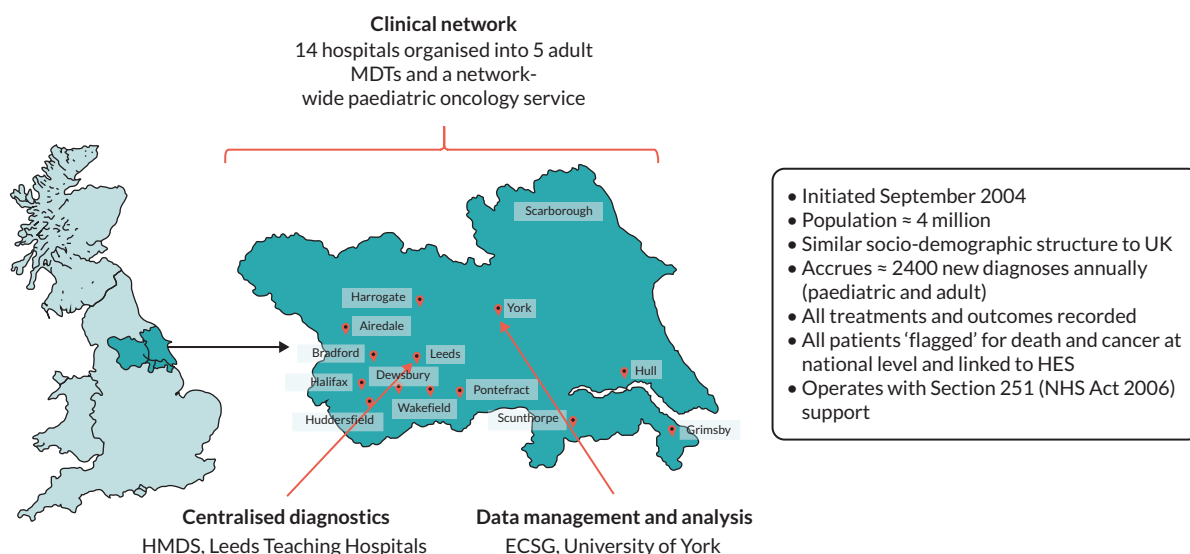 Clinical network
14 hospitals organised into 5 adult
MDTs and a network-
wide paediatric oncology service
Scarborough
Harrogate
York
Airedale
Bradford
Leeds
Hull
Halifax
Dewsbury
Pontefract
Wakefield
Huddersfield
Scunthorpe
Grimsby
• Initiated September 2004
• Population ≈ 4 million
• Similar socio-demographic structure to UK
• Accrues ≈ 2400 new diagnoses annually
(paediatric and adult)
• All treatments and outcomes recorded
• All patients ‘flagged’ for death and cancer at
national level and linked to HES
• Operates with Section 251 (NHS Act 2006)
support
Centralised diagnostics
HMDS, Leeds Teaching Hospitals
Data management and analysis
ECSG, University of York